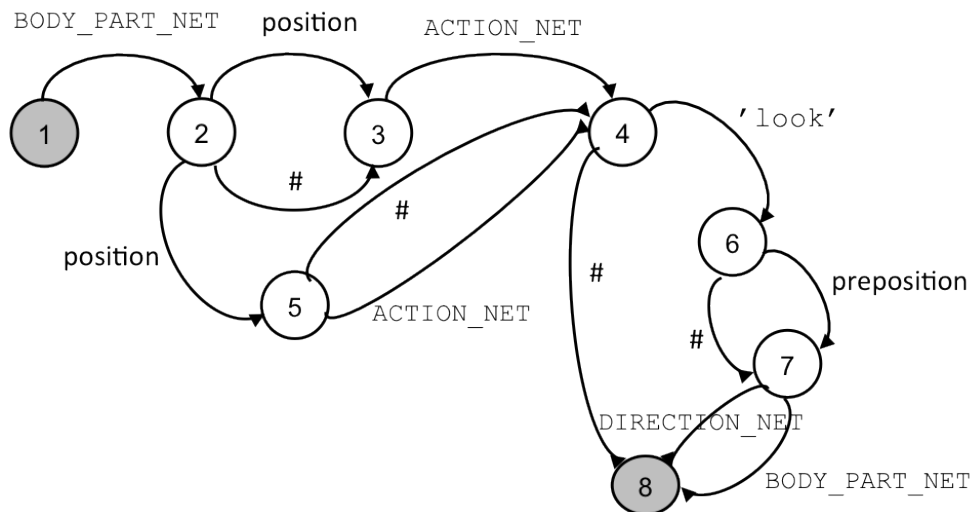 BODY_PART_NET
position
ACTION_NET
1
2
3
4
'look'
#
#
6
position
#
preposition
5
ACTION_NET
#
7
DIRECTION_NET
8
BODY_PART_NET